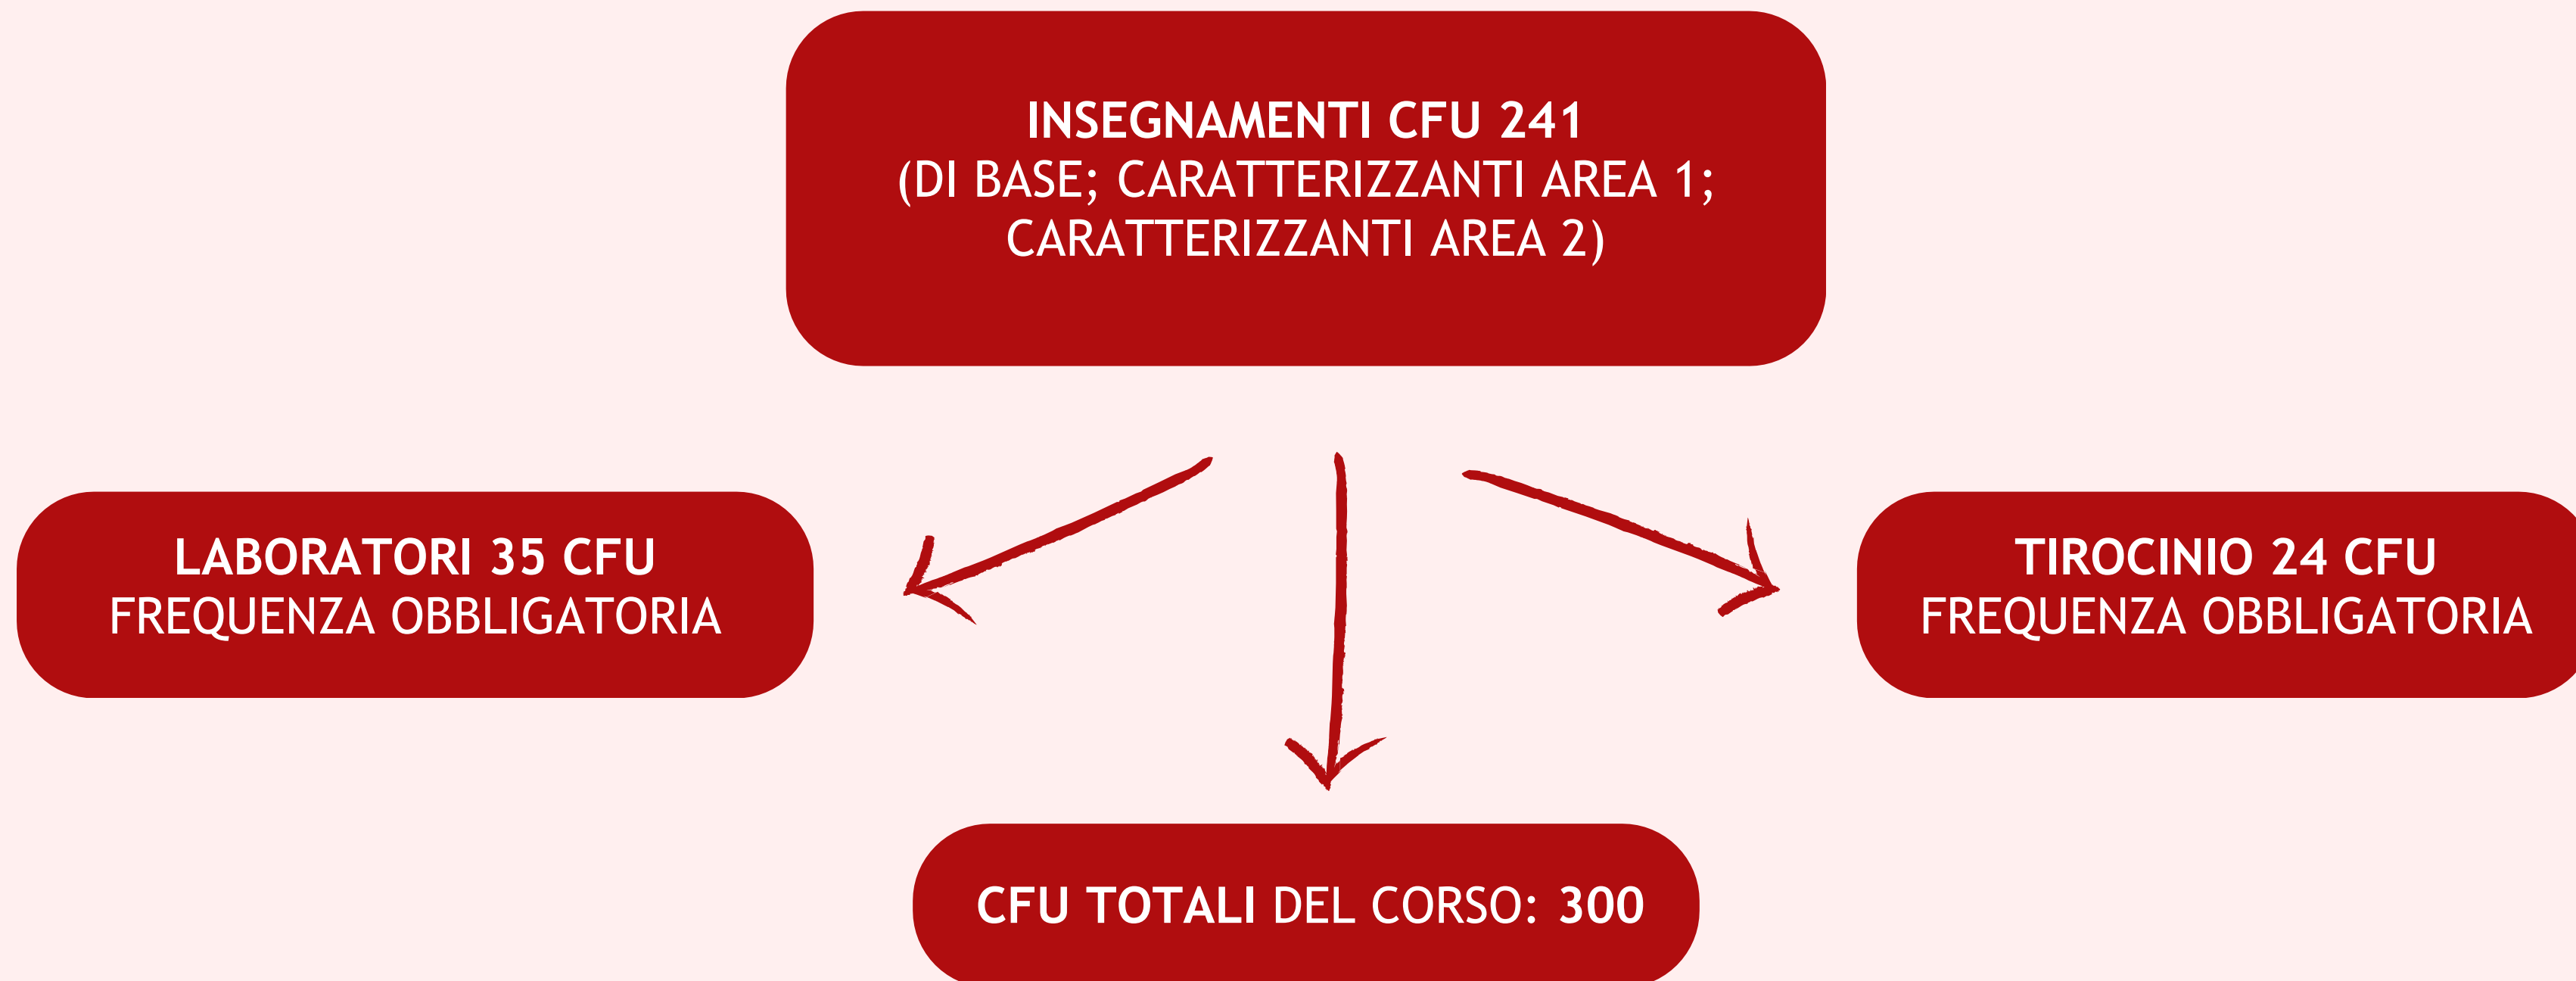 INSEGNAMENTI CFU 241
(DI BASE; CARATTERIZZANTI AREA 1;
CARATTERIZZANTI AREA 2)
LABORATORI 35 CFU
FREQUENZA OBBLIGATORIA
TIROCINIO 24 CFU
FREQUENZA OBBLIGATORIA
CFU TOTALI DEL CORSO: 300